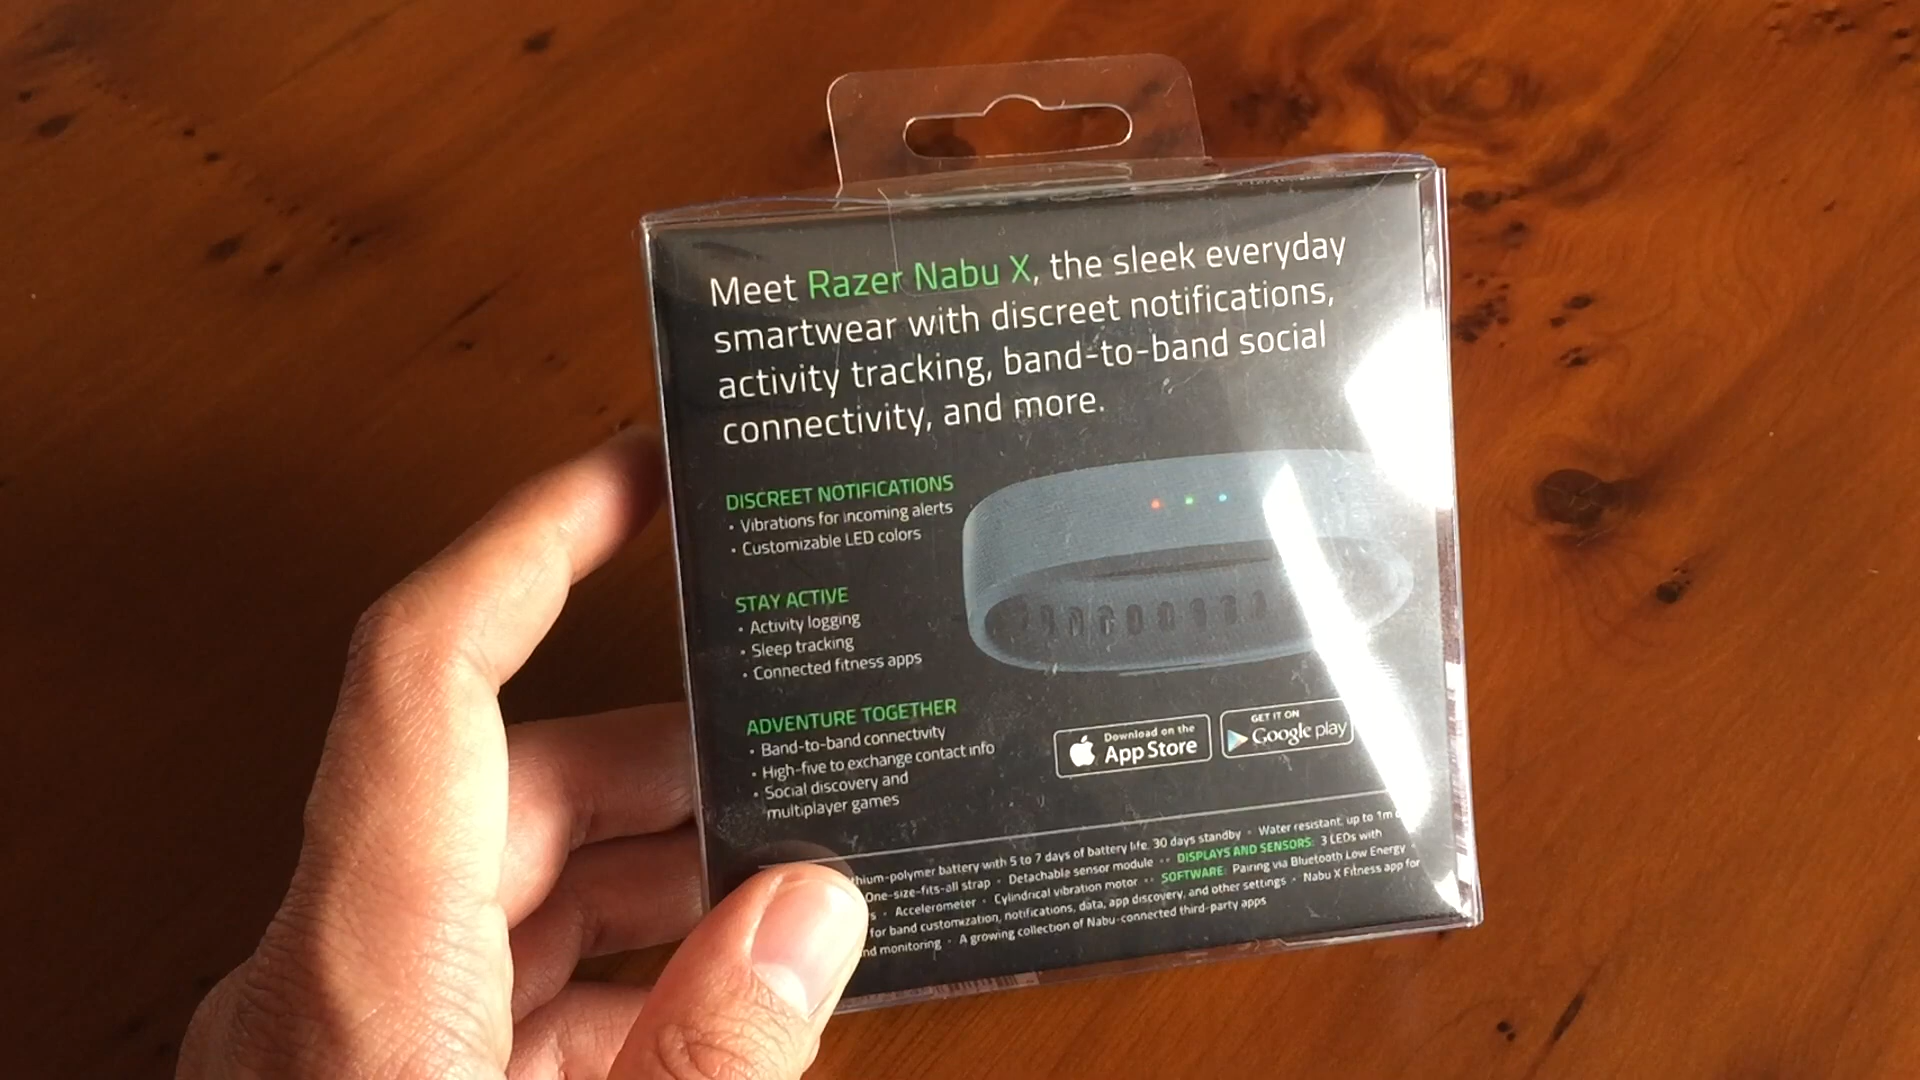 Meet Razer Nabu X, the sleek everyday
smartwear with discreet notifications,
activity tracking, band-to-band social
connectivity, and more.
DISCREET NOTIFICATIONS
• Vibrations for incoming alerts
• Customizable LED colors
STAY ACTIVE
• Activity logging
• Sleep tracking
• Connected fitness apps
ADVENTURE TOGETHER
• Band-to-band connectivity
• High-five to exchange contact info
• Social discovery and
multiplayer games
Download on the
App Store
GET IT ON
Google play
thium-polymer battery with 5 to 7 days of battery life, 30 days standby • Water resistant, up to 1m
One-size-fits-all strap • Detachable sensor module •• DISPLAYS AND SENSORS: 3 LEDs with
s • Accelerometer • Cylindrical vibration motor •• SOFTWARE: Pairing via Bluetooth Low Energy •
for band customization, notifications, data, app discovery, and other settings • Nabu X Fitness app for
nd monitoring • A growing collection of Nabu-connected third-party apps